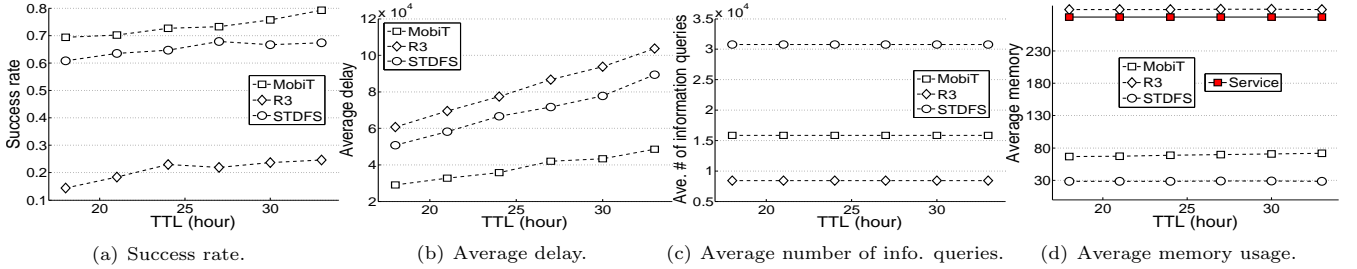 0.8
0.7
0.6
0.5
0.4
0.3
0.2
0.1
Success rate
MobiT
R3
STDFS
20 25 30
TTL (hour)
(a) Success rate.
x 10^4
12
10
8
6
4
2
Average delay
MobiT
R3
STDFS
20 25 30
TTL (hour)
(b) Average delay.
x 10^4
3.5
3
2.5
2
1.5
1
0.5
Ave. # of information queries
MobiT
R3
STDFS
20 25 30
TTL (hour)
(c) Average number of info. queries.
230
180
130
80
30
Average memory
MobiT
R3
STDFS
Service
20 25 30
TTL (hour)
(d) Average memory usage.